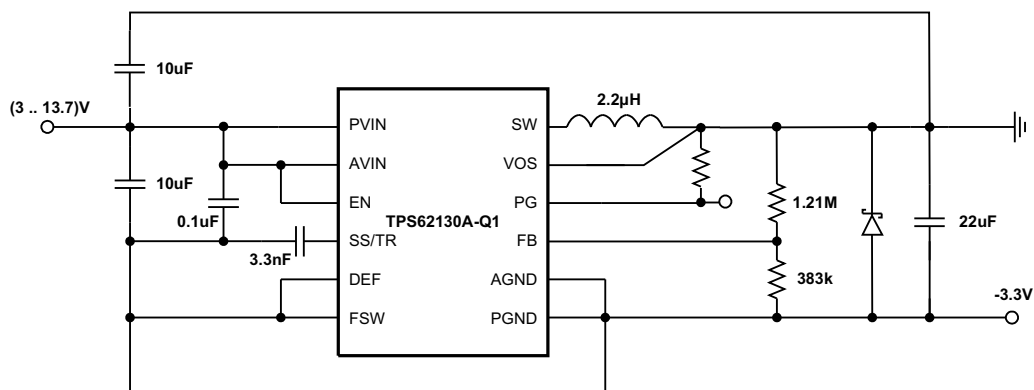 10uF
(3 .. 13.7)V
10uF
0.1uF
3.3nF
PVIN
AVIN
EN
SS/TR
DEF
FSW
TPS62130A-Q1
SW
VOS
PG
FB
AGND
PGND
2.2µH
1.21M
383k
22uF
-3.3V